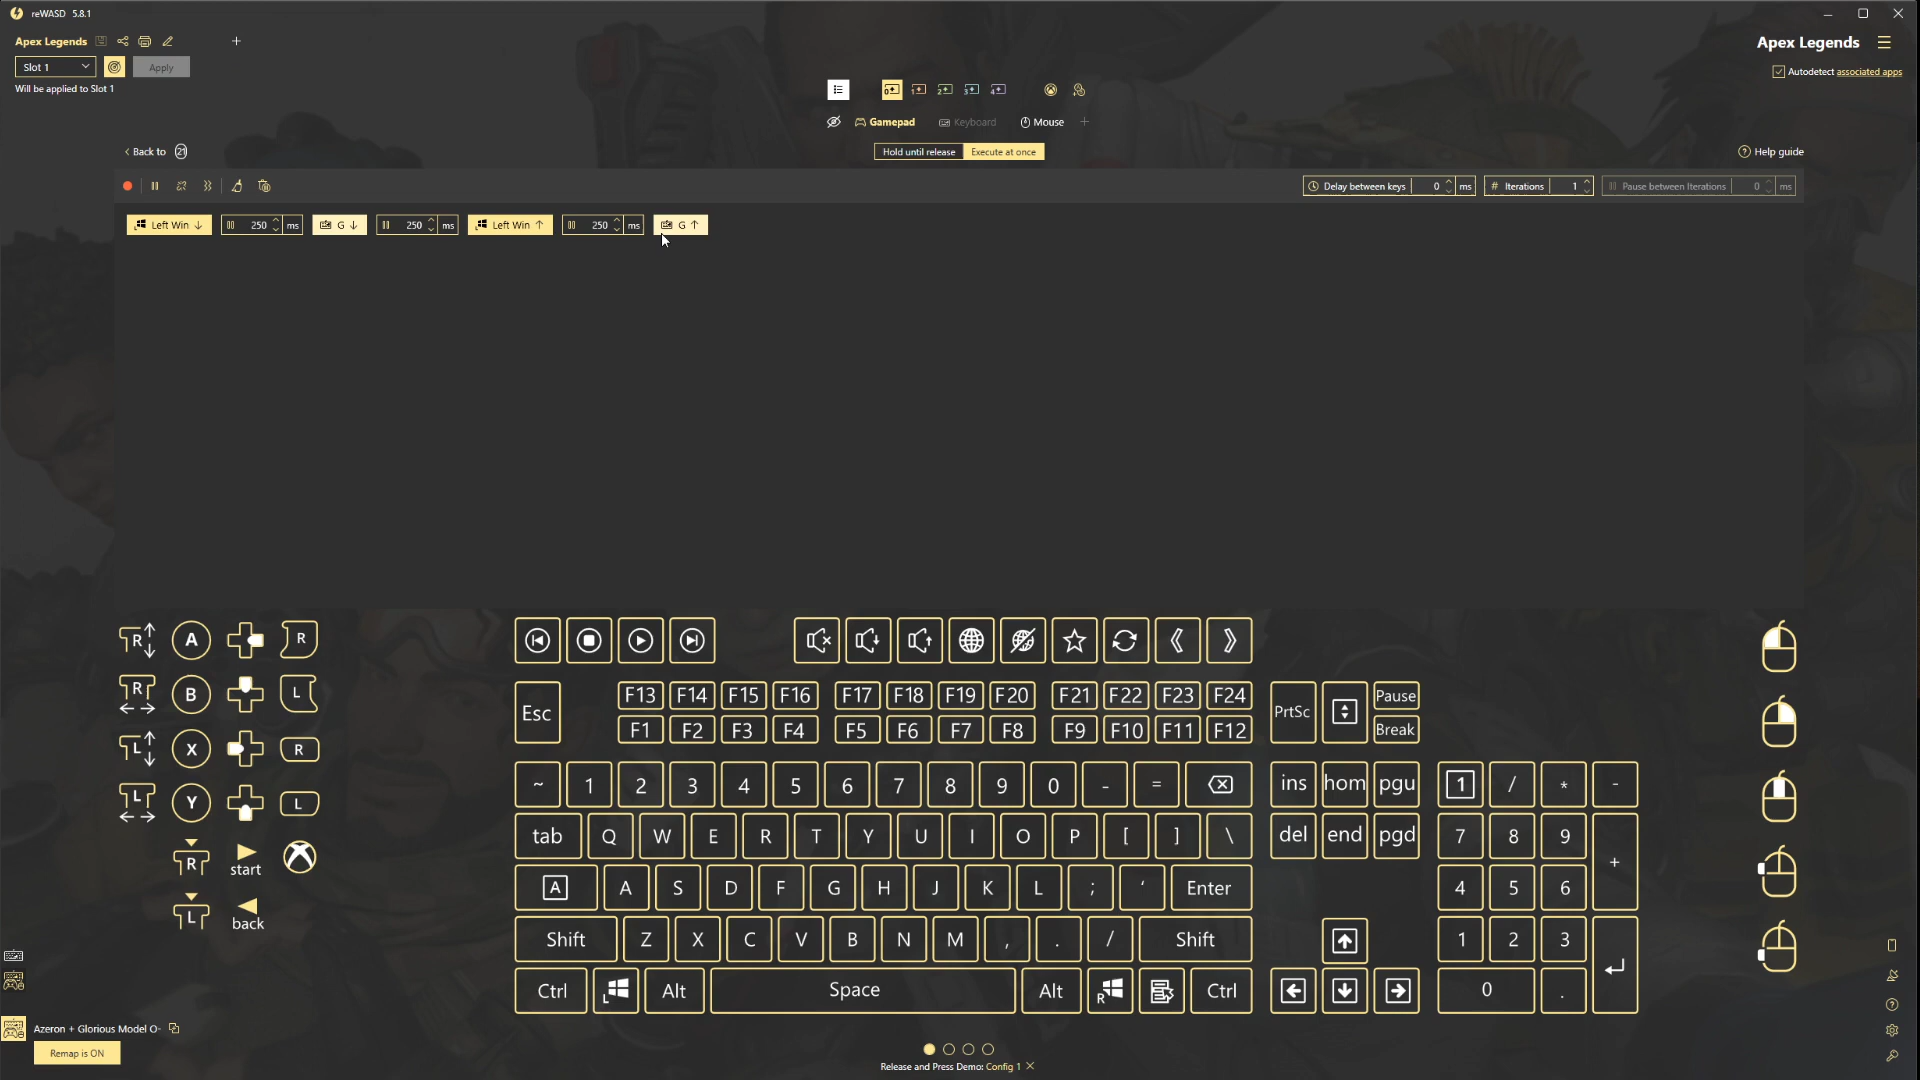 reWASD 5.8.1
Apex Legends
Apex Legends
Slot 1
Apply
Autodetect associated apps
Will be applied to Slot 1
0 1 2 3 4
Gamepad Keyboard Mouse
Back to 21
Hold until release Execute at once
Help guide
Delay between keys 0 ms # Iterations 1 Pause between Iterations 0 ms
Left Win ↓ 250 ms G ↓ 250 ms Left Win ↑ 250 ms G ↑
R A R
R B L
L X R
L Y L
R start
L back
Esc F13 F14 F15 F16 F17 F18 F19 F20 F21 F22 F23 F24 PrtSc Pause
F1 F2 F3 F4 F5 F6 F7 F8 F9 F10 F11 F12 Break
~ 1 2 3 4 5 6 7 8 9 0 - = ins hom pgu 1 / * -
tab Q W E R T Y U I O P [ ] \ del end pgd 7 8 9 +
A A S D F G H J K L ; ‘ Enter 4 5 6
Shift Z X C V B N M , . / Shift 1 2 3
Ctrl L Alt Space Alt R Ctrl 0 .
Azeron + Glorious Model O-
Remap is ON
Release and Press Demo: Config 1